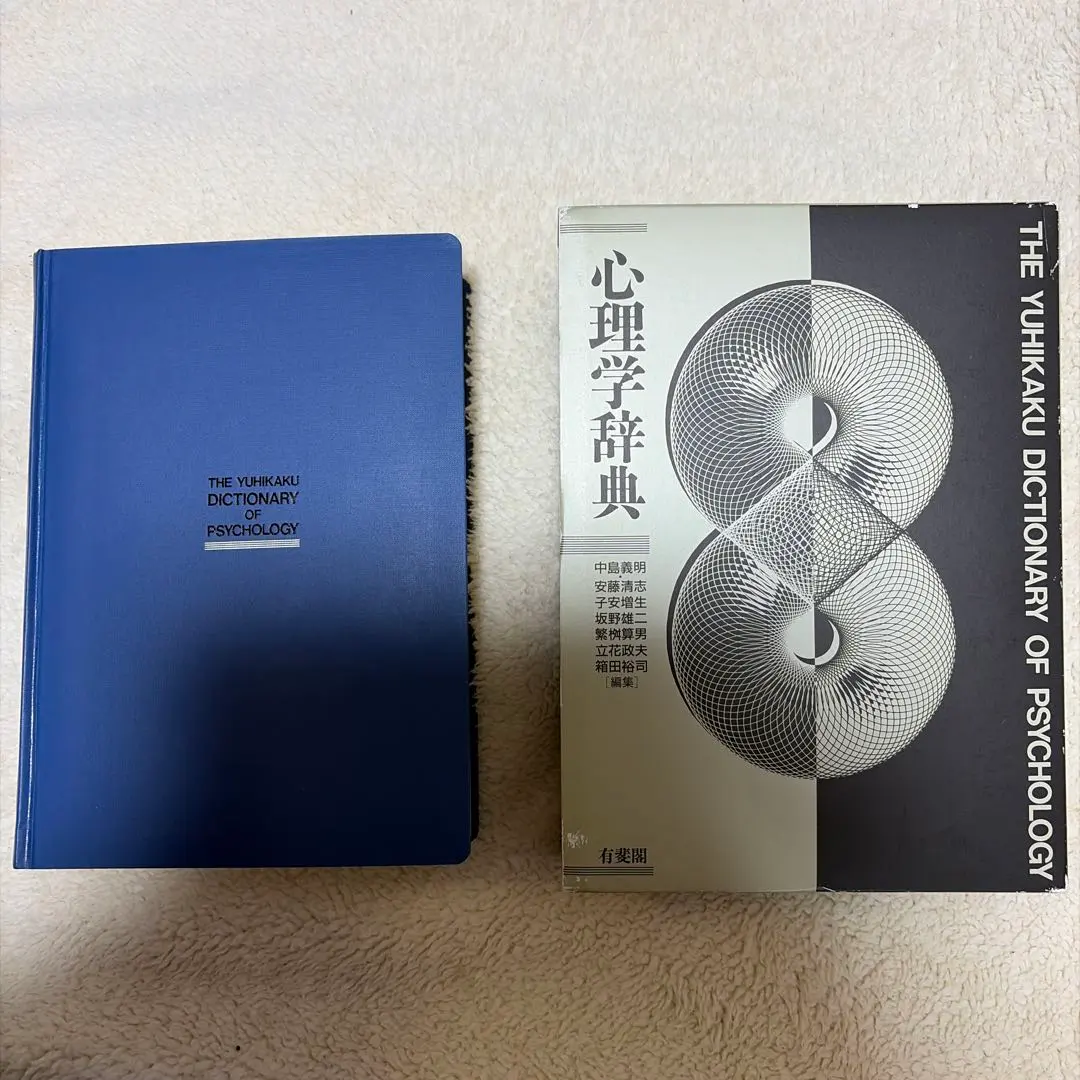 THE YUHIKAKU
DICTIONARY
OF
PSYCHOLOGY
心理学辞典
中島義明
安藤清志
子安増生
坂野雄二
繁桝算男
立花政夫
箱田裕司
［編集］
有斐閣
THE YUHIKAKU DICTIONARY OF PSYCHOLOGY